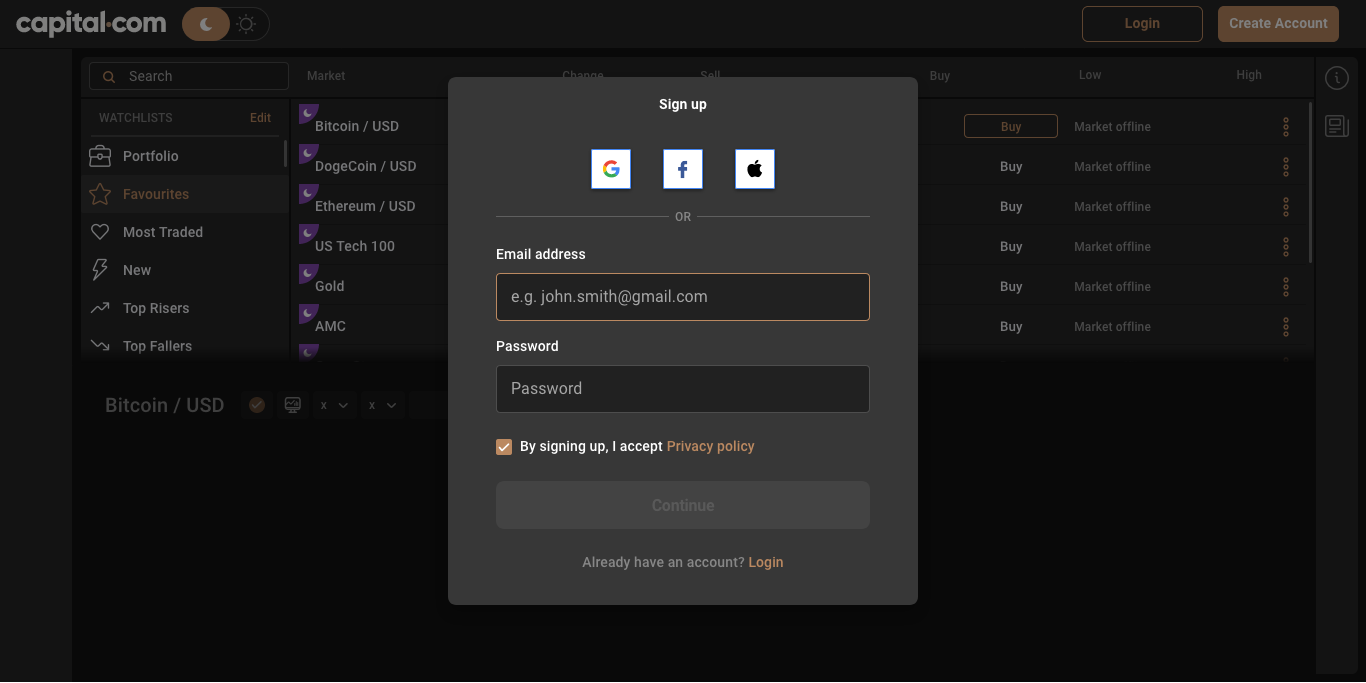 capital.com
Login
Create Account
Search
Market
Change
Sell
Buy
Low
High
WATCHLISTS
Edit
Portfolio
Favourites
Most Traded
New
Top Risers
Top Fallers
Bitcoin / USD
Buy
Market offline
DogeCoin / USD
Buy
Market offline
Ethereum / USD
Buy
Market offline
US Tech 100
Buy
Market offline
Gold
Buy
Market offline
AMC
Buy
Market offline
Bitcoin / USD
x
x
Sign up
OR
Email address
e.g. john.smith@gmail.com
Password
Password
By signing up, I accept Privacy policy
Continue
Already have an account? Login